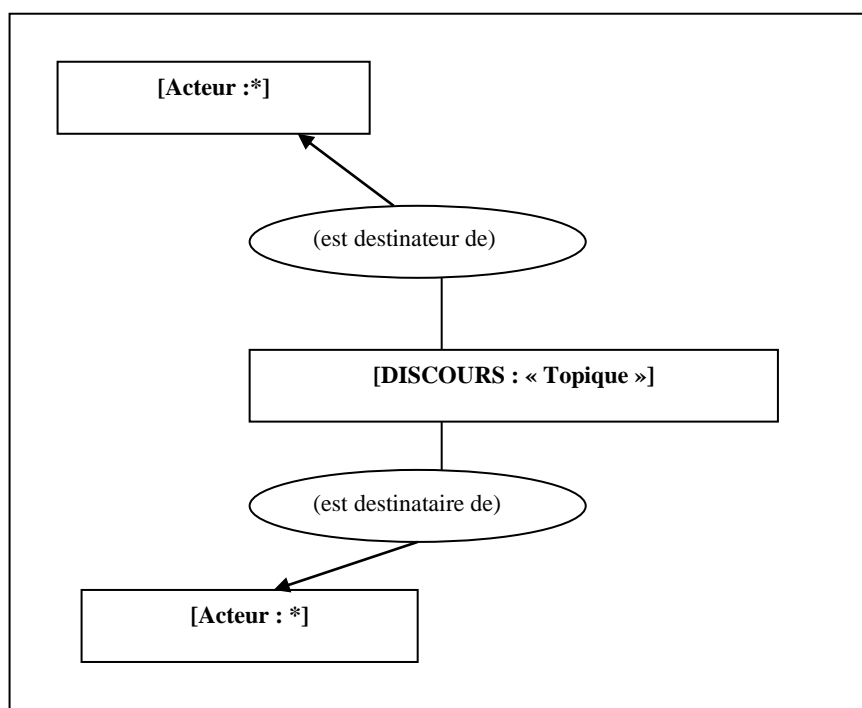 [Acteur :*]
(est destinateur de)
[DISCOURS : « Topique »]
(est destinataire de)
[Acteur : *]